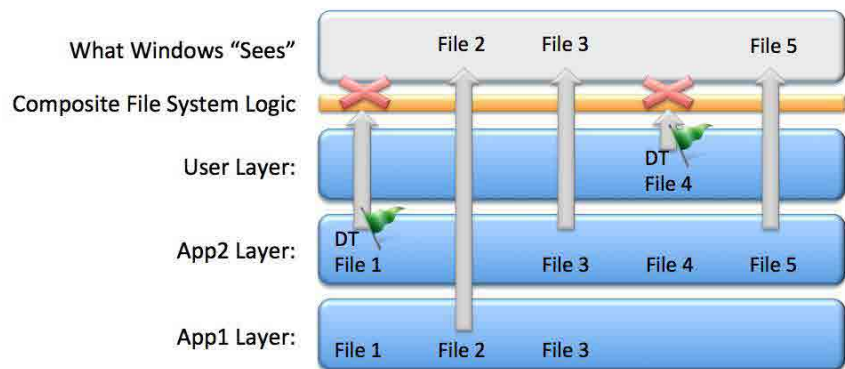 What Windows “Sees”
File 2 File 3 File 5
Composite File System Logic
User Layer:
DT
File 4
App2 Layer:
DT
File 1 File 3 File 4 File 5
App1 Layer:
File 1 File 2 File 3